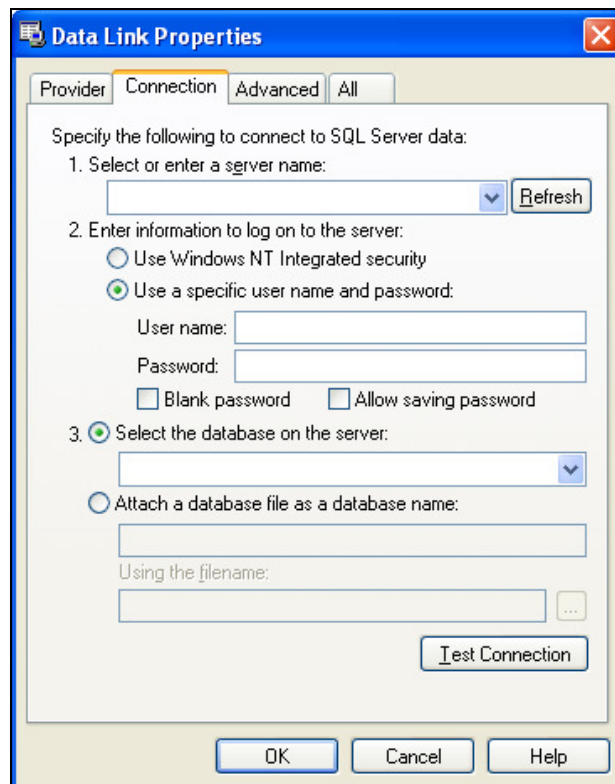 Data Link Properties
Provider Connection Advanced All
Specify the following to connect to SQL Server data:
1. Select or enter a server name:
Refresh
2. Enter information to log on to the server:
Use Windows NT Integrated security
Use a specific user name and password:
User name:
Password:
Blank password Allow saving password
3. Select the database on the server:
Attach a database file as a database name:
Using the filename:
...
Test Connection
OK Cancel Help